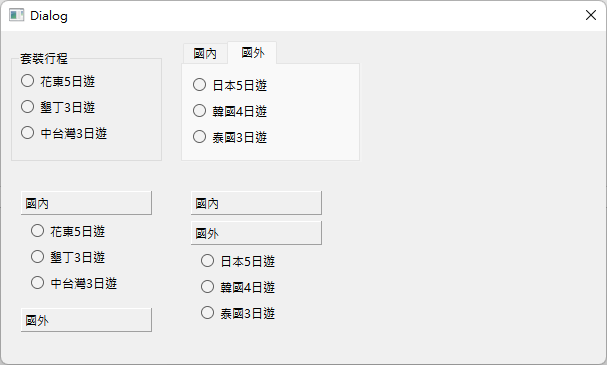 Dialog
套裝行程
花東5日遊
墾丁3日遊
中台灣3日遊
國內 國外
日本5日遊
韓國4日遊
泰國3日遊
國內
花東5日遊
墾丁3日遊
中台灣3日遊
國外
國內
國外
日本5日遊
韓國4日遊
泰國3日遊